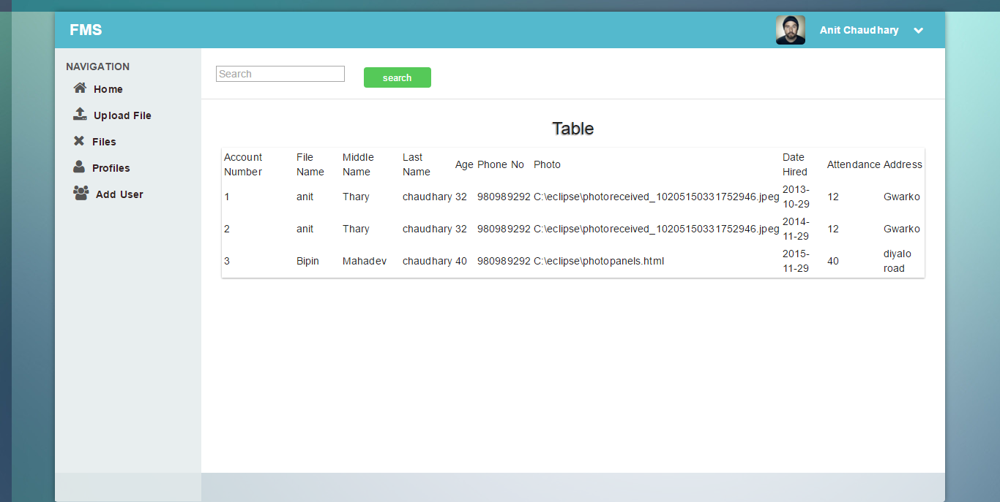 FMS
Anit Chaudhary
NAVIGATION
Home
Upload File
Files
Profiles
Add User
Search
search
Table
Account Number File Name Middle Name Last Name Age Phone No Photo Date Hired Attendance Address
1 anit Thary chaudhary 32 980989292 C:\eclipse\photoreceived_10205150331752946.jpeg 2013-10-29 12 Gwarko
2 anit Thary chaudhary 32 980989292 C:\eclipse\photoreceived_10205150331752946.jpeg 2014-11-29 12 Gwarko
3 Bipin Mahadev chaudhary 40 980989292 C:\eclipse\photopanels.html 2015-11-29 40 diyalo road